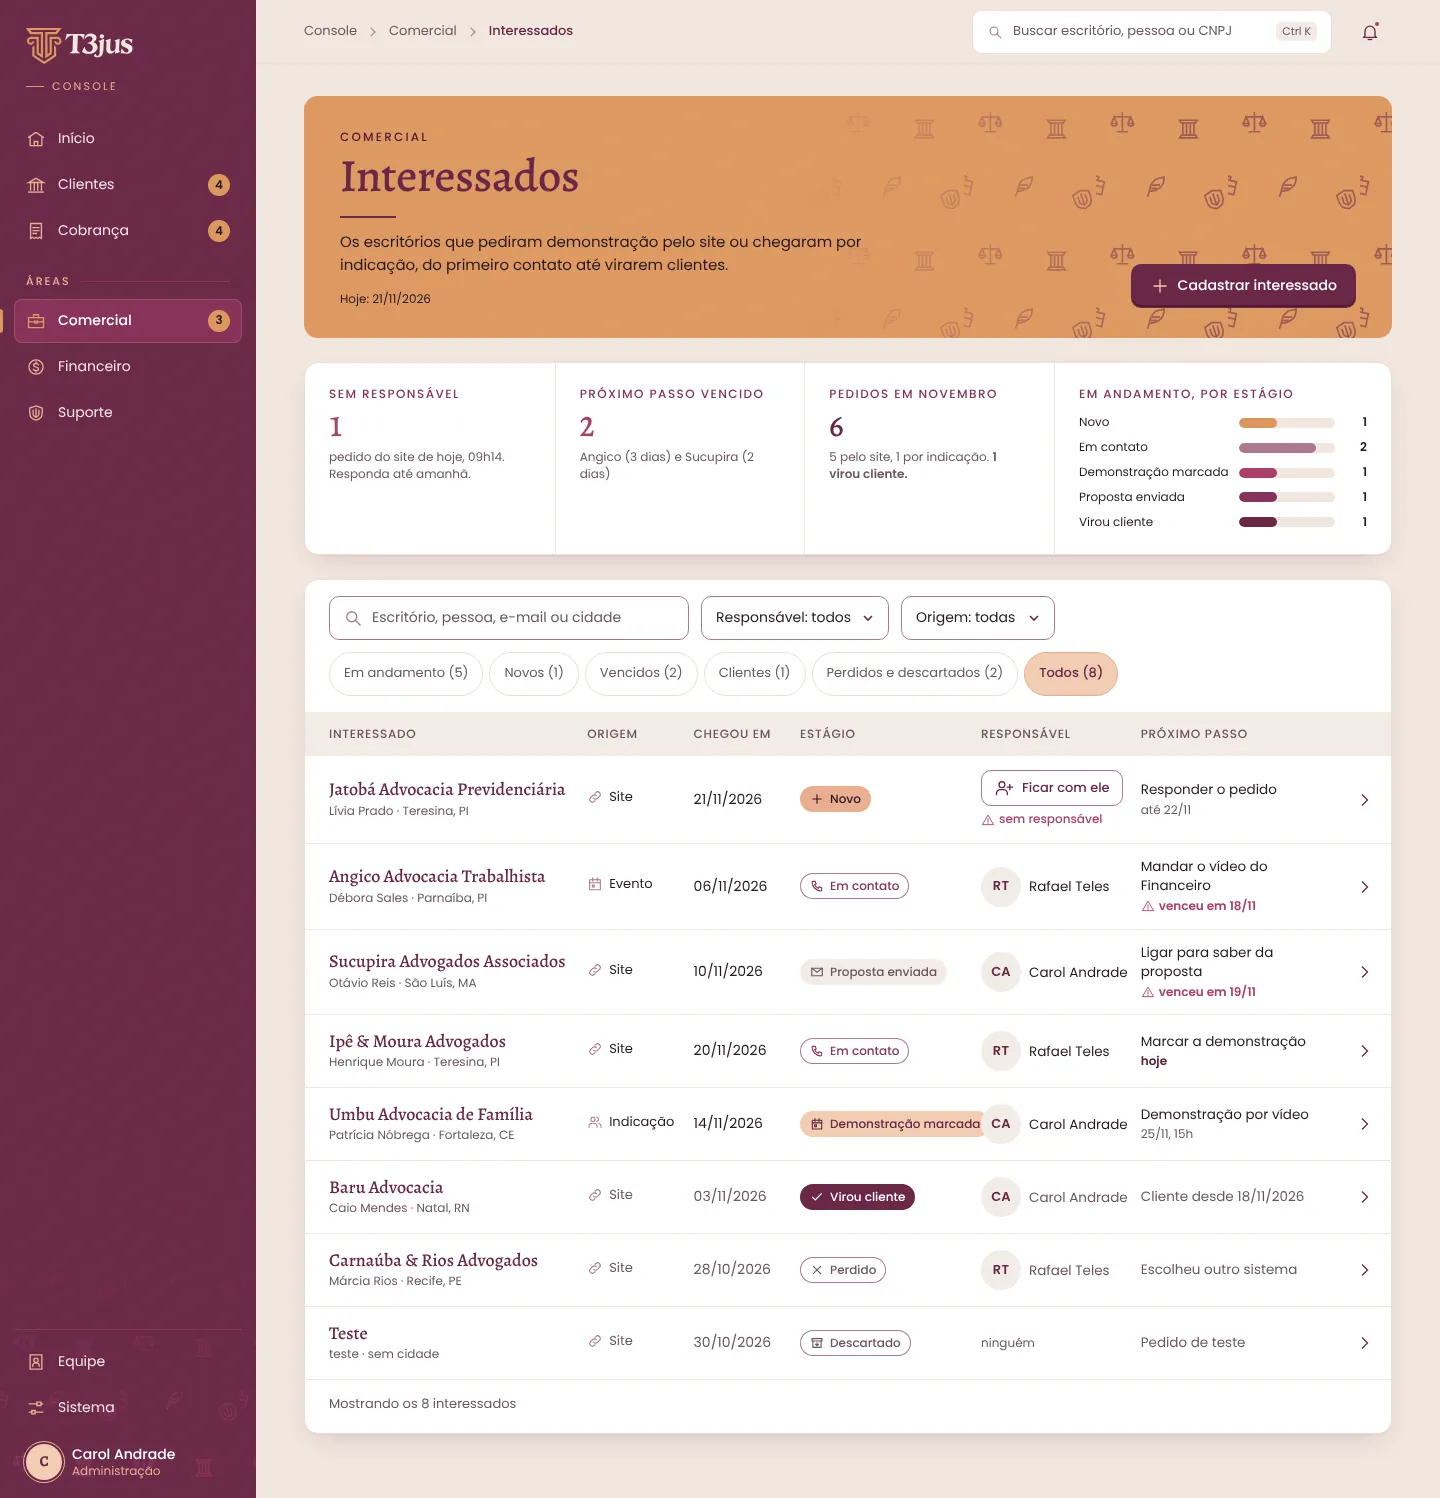 T3jus
CONSOLE
Início
Clientes
4
Cobrança
4
ÁREAS
Comercial
3
Financeiro
Suporte
Equipe
Sistema
C
Carol Andrade
Administração
Console
Comercial
Interessados
Buscar escritório, pessoa ou CNPJ
Ctrl K
COMERCIAL
Interessados
Os escritórios que pediram demonstração pelo site ou chegaram por
indicação, do primeiro contato até virarem clientes.
Hoje: 21/11/2026
Cadastrar interessado
SEM RESPONSÁVEL
1
pedido do site de hoje, 09h14.
Responda até amanhã.
PRÓXIMO PASSO VENCIDO
2
Angico (3 dias) e Sucupira (2
dias)
PEDIDOS EM NOVEMBRO
6
5 pelo site, 1 por indicação. 1
virou cliente.
EM ANDAMENTO, POR ESTÁGIO
Novo 1
Em contato 2
Demonstração marcada 1
Proposta enviada 1
Virou cliente 1
Escritório, pessoa, e-mail ou cidade
Responsável: todos
Origem: todas
Em andamento (5)
Novos (1)
Vencidos (2)
Clientes (1)
Perdidos e descartados (2)
Todos (8)
INTERESSADO ORIGEM CHEGOU EM ESTÁGIO RESPONSÁVEL PRÓXIMO PASSO
Jatobá Advocacia Previdenciária
Lívia Prado · Teresina, PI
Site
21/11/2026
Novo
Ficar com ele
sem responsável
Responder o pedido
até 22/11
Angico Advocacia Trabalhista
Débora Sales · Parnaíba, PI
Evento
06/11/2026
Em contato
RT
Rafael Teles
Mandar o vídeo do
Financeiro
venceu em 18/11
Sucupira Advogados Associados
Otávio Reis · São Luís, MA
Site
10/11/2026
Proposta enviada
CA
Carol Andrade
Ligar para saber da
proposta
venceu em 19/11
Ipê & Moura Advogados
Henrique Moura · Teresina, PI
Site
20/11/2026
Em contato
RT
Rafael Teles
Marcar a demonstração
hoje
Umbu Advocacia de Família
Patrícia Nóbrega · Fortaleza, CE
Indicação
14/11/2026
Demonstração marcada
CA
Carol Andrade
Demonstração por vídeo
25/11, 15h
Baru Advocacia
Caio Mendes · Natal, RN
Site
03/11/2026
Virou cliente
CA
Carol Andrade
Cliente desde 18/11/2026
Carnaúba & Rios Advogados
Márcia Rios · Recife, PE
Site
28/10/2026
Perdido
RT
Rafael Teles
Escolheu outro sistema
Teste
teste · sem cidade
Site
30/10/2026
Descartado
ninguém
Pedido de teste
Mostrando os 8 interessados